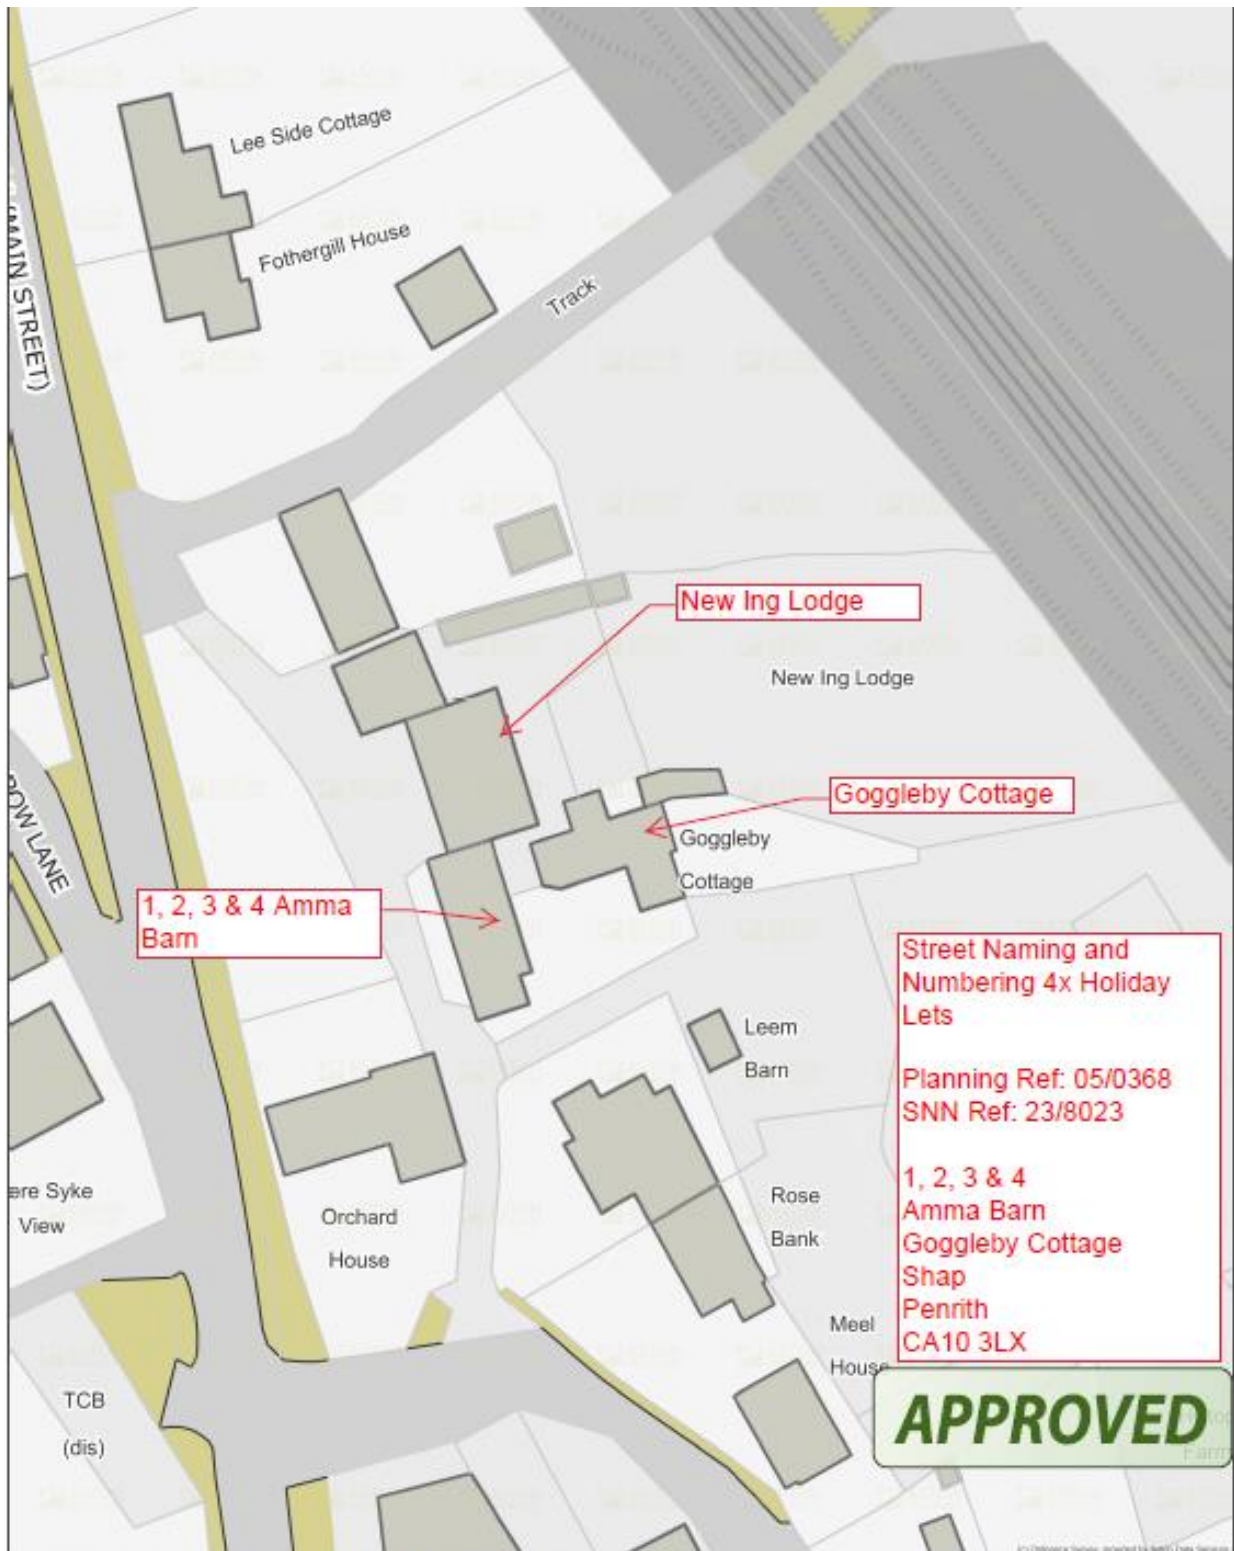 Lee Side Cottage
(MAIN STREET)
Fothergill House
Track
New Ing Lodge
New Ing Lodge
Goggleby Cottage
Goggleby
Cottage
LANE
1, 2, 3 & 4 Amma
Barn
Street Naming and
Numbering 4x Holiday
Lets
Planning Ref: 05/0368
SNN Ref: 23/8023
1, 2, 3 & 4
Amma Barn
Goggleby Cottage
Shap
Penrith
CA10 3LX
Leem
Barn
Syke
View
Orchard
House
Rose
Bank
Meel
House
TCB
(dis)
APPROVED
Farm